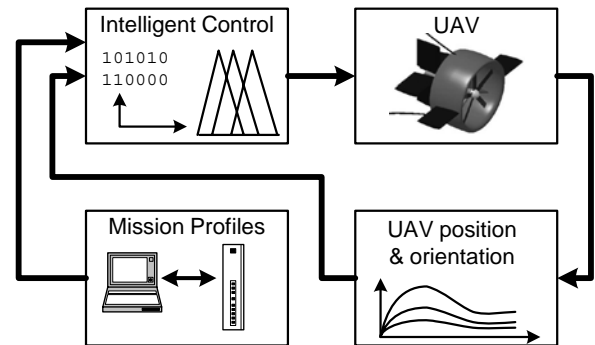 Intelligent Control
101010
110000
UAV
Mission Profiles
UAV position
& orientation